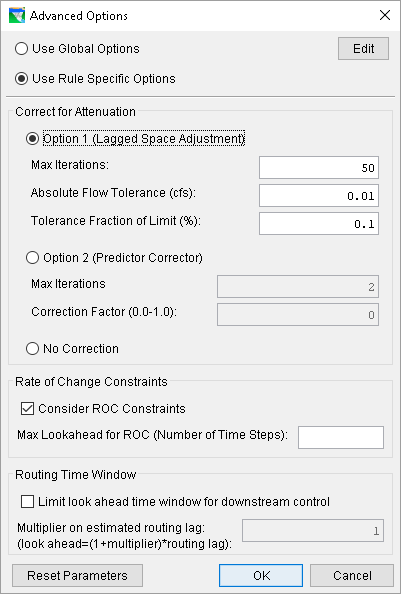 Advanced Options
Use Global Options
Edit
Use Rule Specific Options
Correct for Attenuation
Option 1 (Lagged Space Adjustment)
Max Iterations: 50
Absolute Flow Tolerance (cfs): 0.01
Tolerance Fraction of Limit (%): 0.1
Option 2 (Predictor Corrector)
Max Iterations 2
Correction Factor (0.0-1.0): 0
No Correction
Rate of Change Constraints
Consider ROC Constraints
Max Lookahead for ROC (Number of Time Steps):
Routing Time Window
Limit look ahead time window for downstream control
Multiplier on estimated routing lag: 1
(look ahead=(1+multiplier)*routing lag):
Reset Parameters OK Cancel